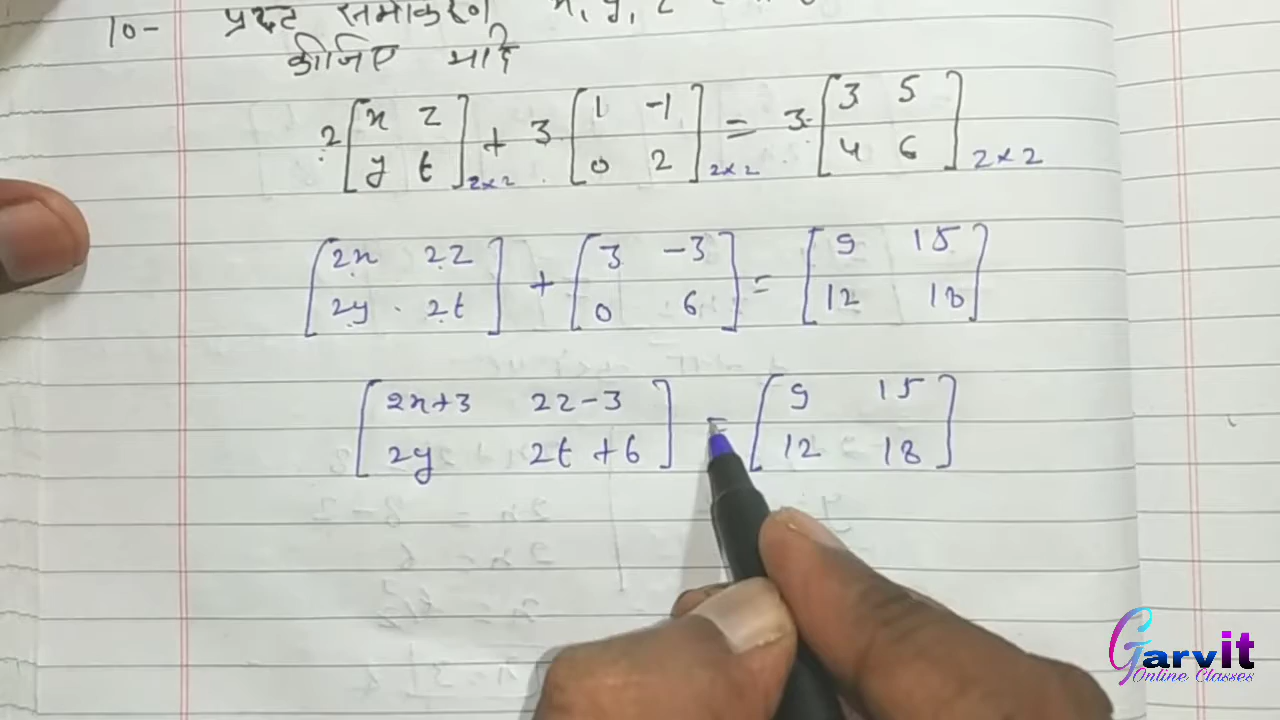 10- प्रदत्त समीकरण x, y, z
कीजिए यदि
2 [x z] 2×2 + 3 [1 -1] 2×2 = 3 [3 5] 2×2
[y t] [0 2] [4 6]
[2x 2z] + [3 -3] = [9 15]
[2y 2t] [0 6] [12 18]
[2x+3 2z-3] = [9 15]
[2y 2t+6] [12 18]
Garvit
Online Classes